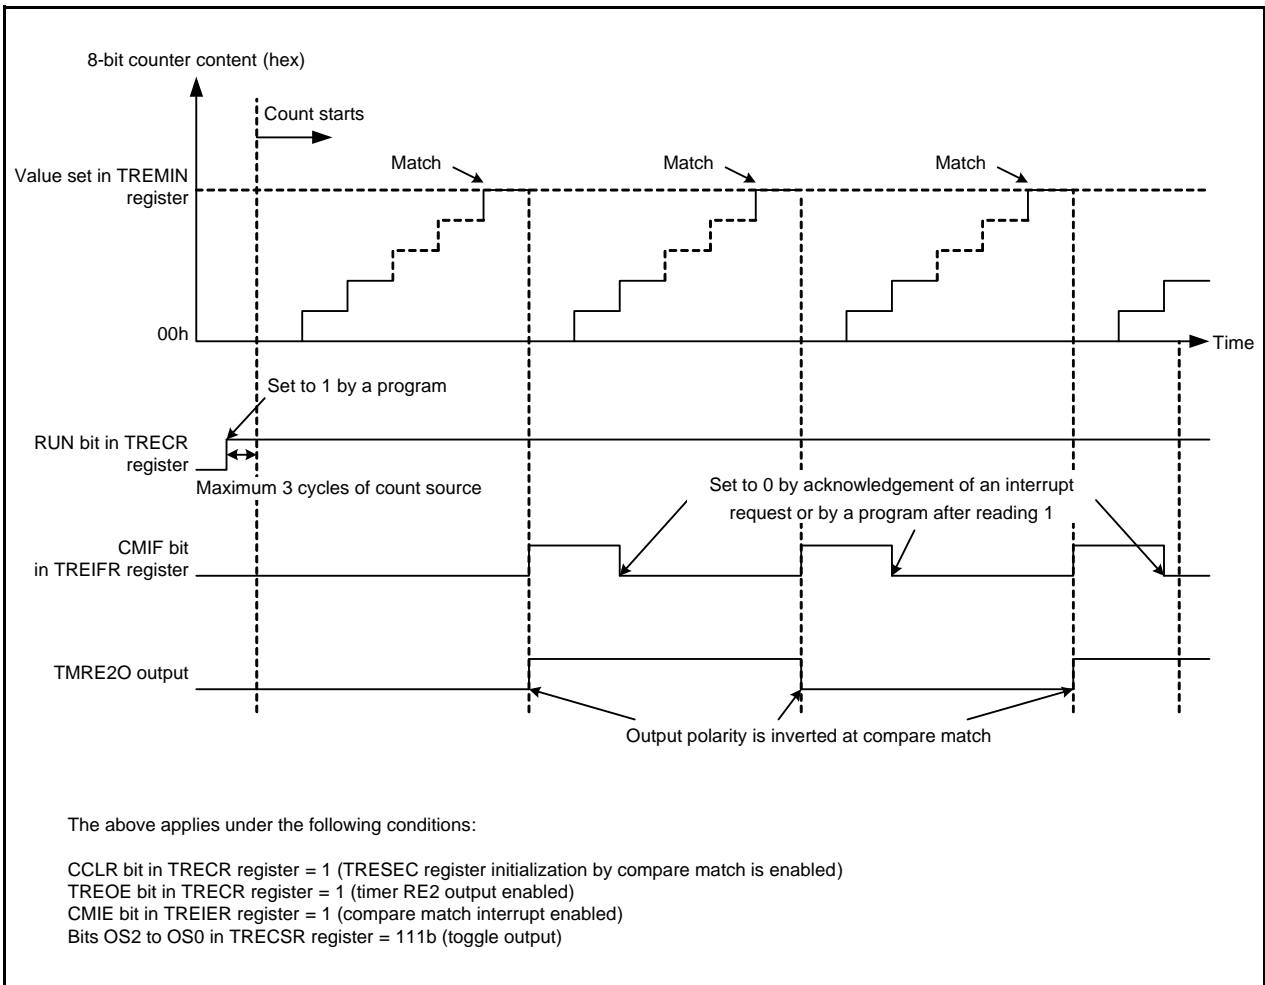 8-bit counter content (hex)
Count starts
Match
Match
Match
Value set in TREMIN
register
00h
Time
Set to 1 by a program
RUN bit in TRECR
register
Maximum 3 cycles of count source
Set to 0 by acknowledgement of an interrupt
request or by a program after reading 1
CMIF bit
in TREIFR register
TMRE2O output
Output polarity is inverted at compare match
The above applies under the following conditions:
CCLR bit in TRECR register = 1 (TRESEC register initialization by compare match is enabled)
TREOE bit in TRECR register = 1 (timer RE2 output enabled)
CMIE bit in TREIER register = 1 (compare match interrupt enabled)
Bits OS2 to OS0 in TRECSR register = 111b (toggle output)